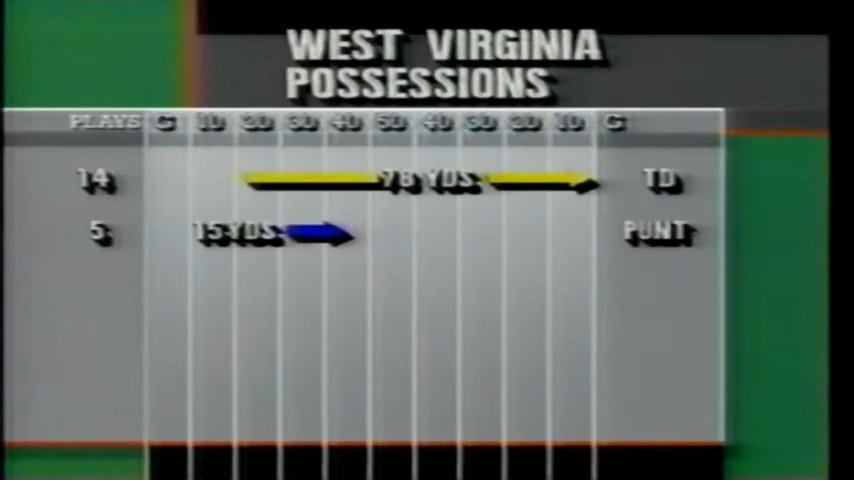 WEST VIRGINIA
POSSESSIONS
PLAYS G 10 20 30 40 50 40 30 20 10 G
14 78 YDS. TD
5 15 YDS. PUNT